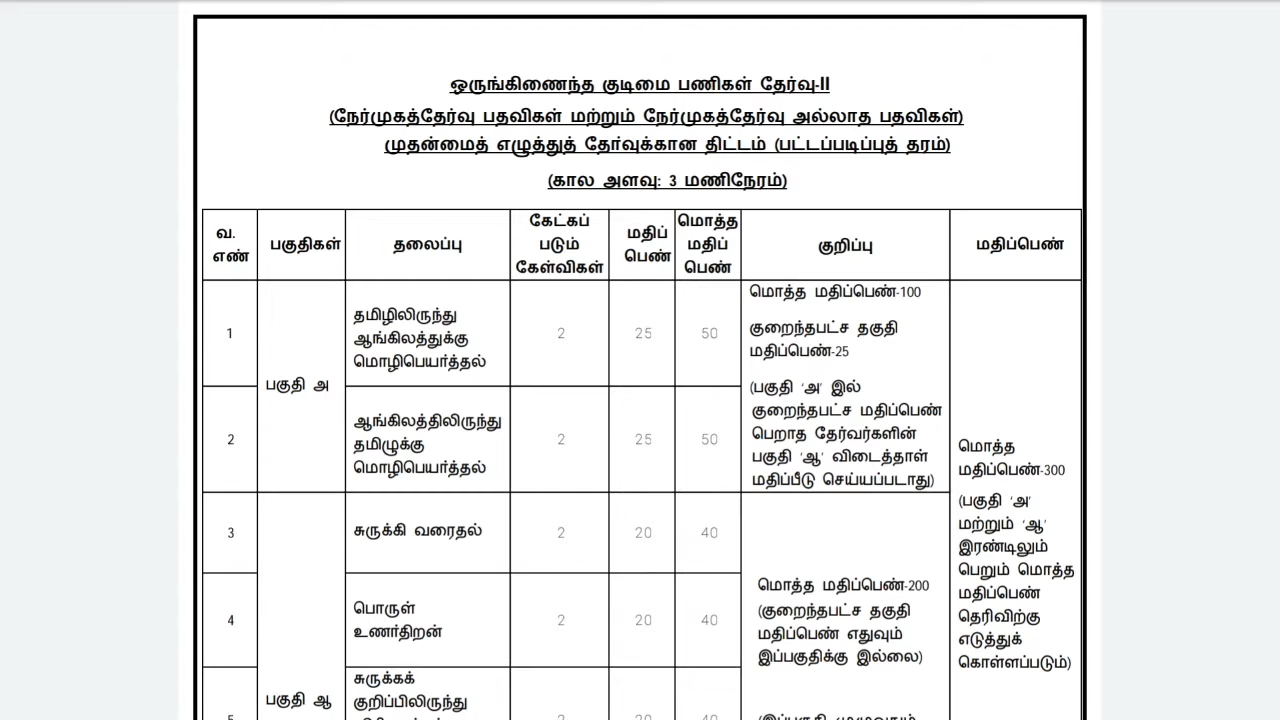 ஒருங்கிணைந்த குடிமை பணிகள் தேர்வு-II
(நேர்முகத்தேர்வு பதவிகள் மற்றும் நேர்முகத்தேர்வு அல்லாத பதவிகள்)
முதன்மைத் எழுத்துத் தேர்வுக்கான திட்டம் (பட்டப்படிப்புத் தரம்)
(கால அளவு: 3 மணிநேரம்)
வ.
எண்
பகுதிகள்
தலைப்பு
கேட்கப்
படும்
கேள்விகள்
மதிப்
பெண்
மொத்த
மதிப்
பெண்
குறிப்பு
மதிப்பெண்
1
பகுதி அ
தமிழிலிருந்து
ஆங்கிலத்துக்கு
மொழிபெயர்த்தல்
2
25
50
மொத்த மதிப்பெண்-100
குறைந்தபட்ச தகுதி
மதிப்பெண்-25
(பகுதி ‘அ’ இல்
குறைந்தபட்ச மதிப்பெண்
பெறாத தேர்வர்களின்
பகுதி ‘ஆ’ விடைத்தாள்
மதிப்பீடு செய்யப்படாது)
மொத்த
மதிப்பெண்-300
(பகுதி ‘அ’
மற்றும் ‘ஆ’
இரண்டிலும்
பெறும் மொத்த
மதிப்பெண்
தெரிவிற்கு
எடுத்துக்
கொள்ளப்படும்)
2
ஆங்கிலத்திலிருந்து
தமிழுக்கு
மொழிபெயர்த்தல்
2
25
50
3
பகுதி ஆ
சுருக்கி வரைதல்
2
20
40
மொத்த மதிப்பெண்-200
(குறைந்தபட்ச தகுதி
மதிப்பெண் எதுவும்
இப்பகுதிக்கு இல்லை)
4
பொருள்
உணர்திறன்
2
20
40
சுருக்கக்
குறிப்பிலிருந்து